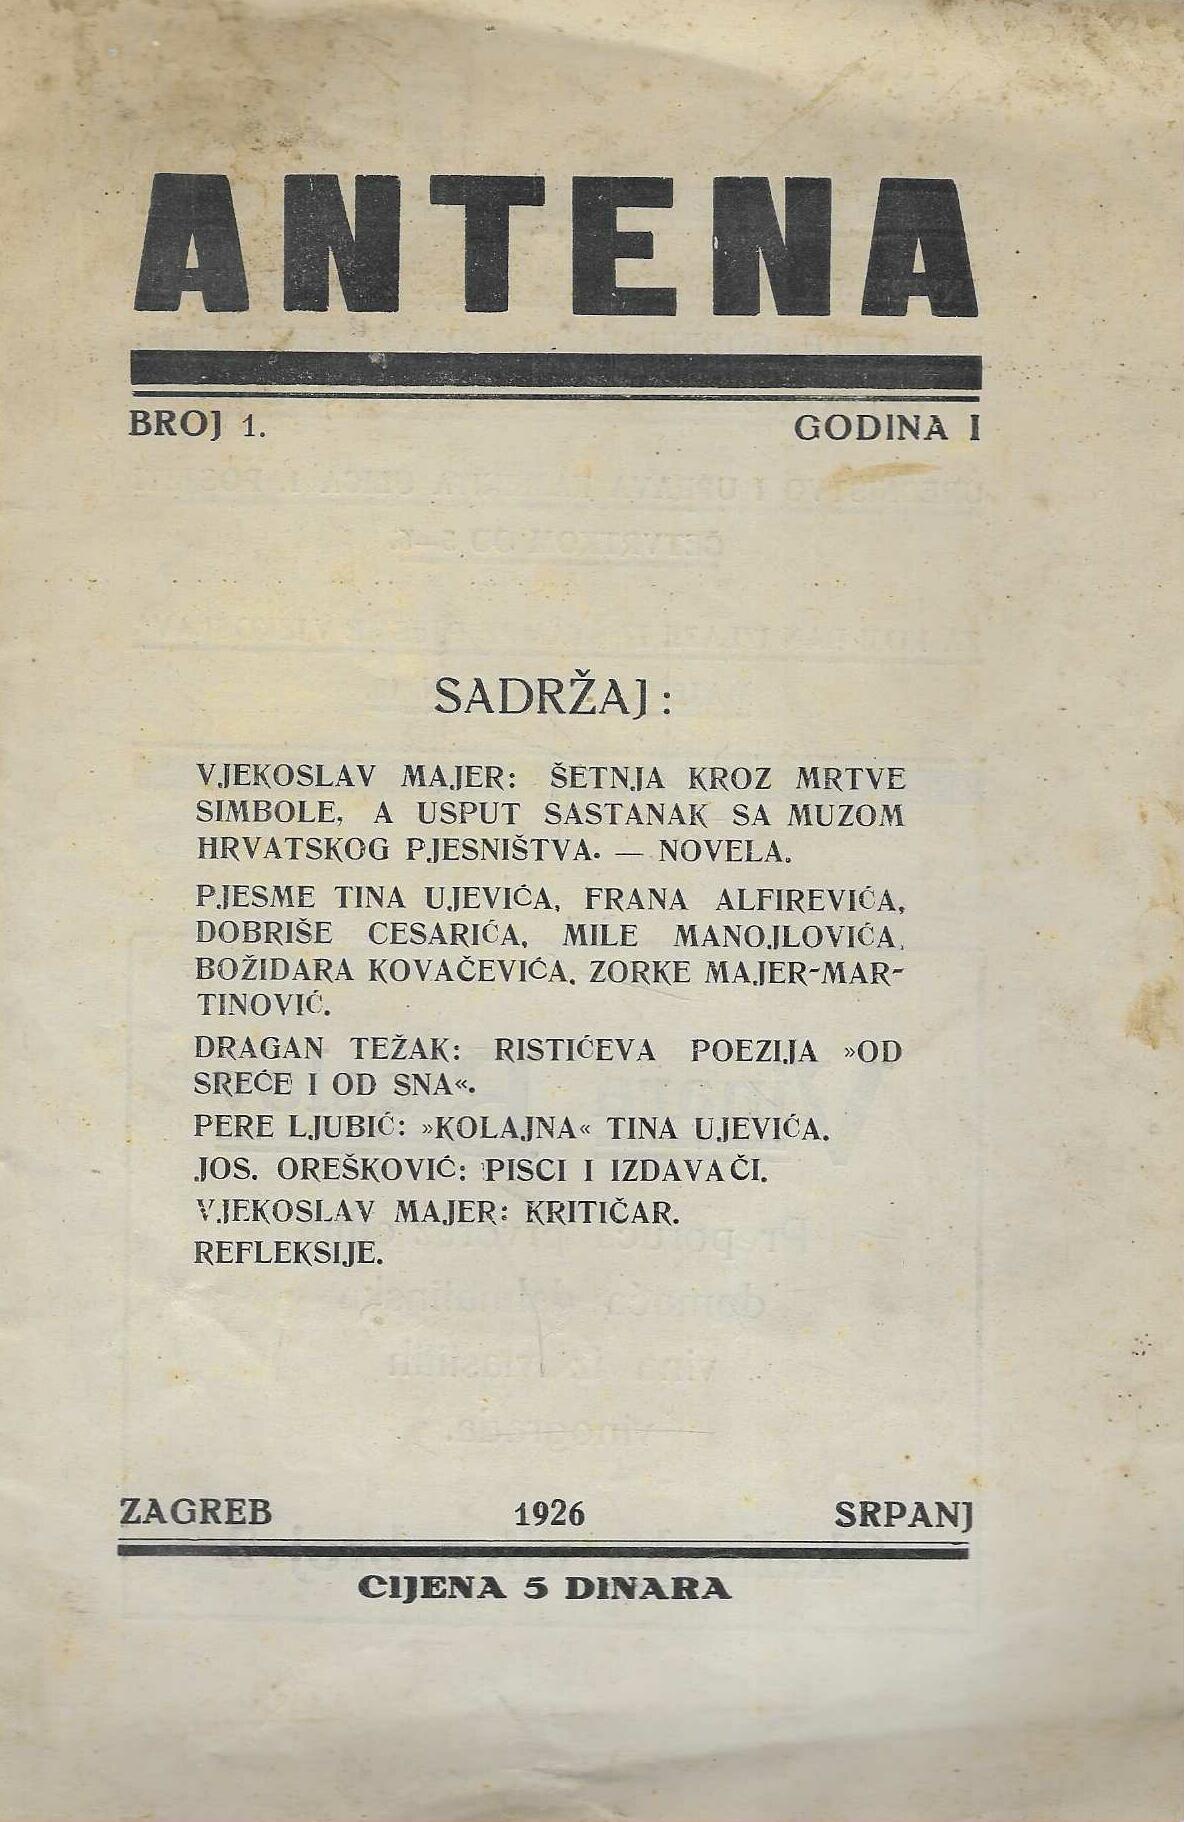 ANTENA
BROJ 1. GODINA I
SADRŽAJ:
VJEKOSLAV MAJER: ŠETNJA KROZ MRTVE
SIMBOLE, A USPUT SASTANAK SA MUZOM
HRVATSKOG PJESNIŠTVA. — NOVELA.
PJESME TINA UJEVIĆA, FRANA ALFIREVIĆA,
DOBRIŠE CESARIĆA, MILE MANOJLOVIĆA,
BOŽIDARA KOVAČEVIĆA, ZORKE MAJER-MAR-
TINOVIĆ.
DRAGAN TEŽAK: RISTIĆEVA POEZIJA »OD
SREĆE I OD SNA«.
PERE LJUBIĆ: »KOLAJNA« TINA UJEVIĆA.
JOS. OREŠKOVIĆ: PISCI I IZDAVAČI.
VJEKOSLAV MAJER: KRITIČAR.
REFLEKSIJE.
ZAGREB 1926 SRPANJ
CIJENA 5 DINARA